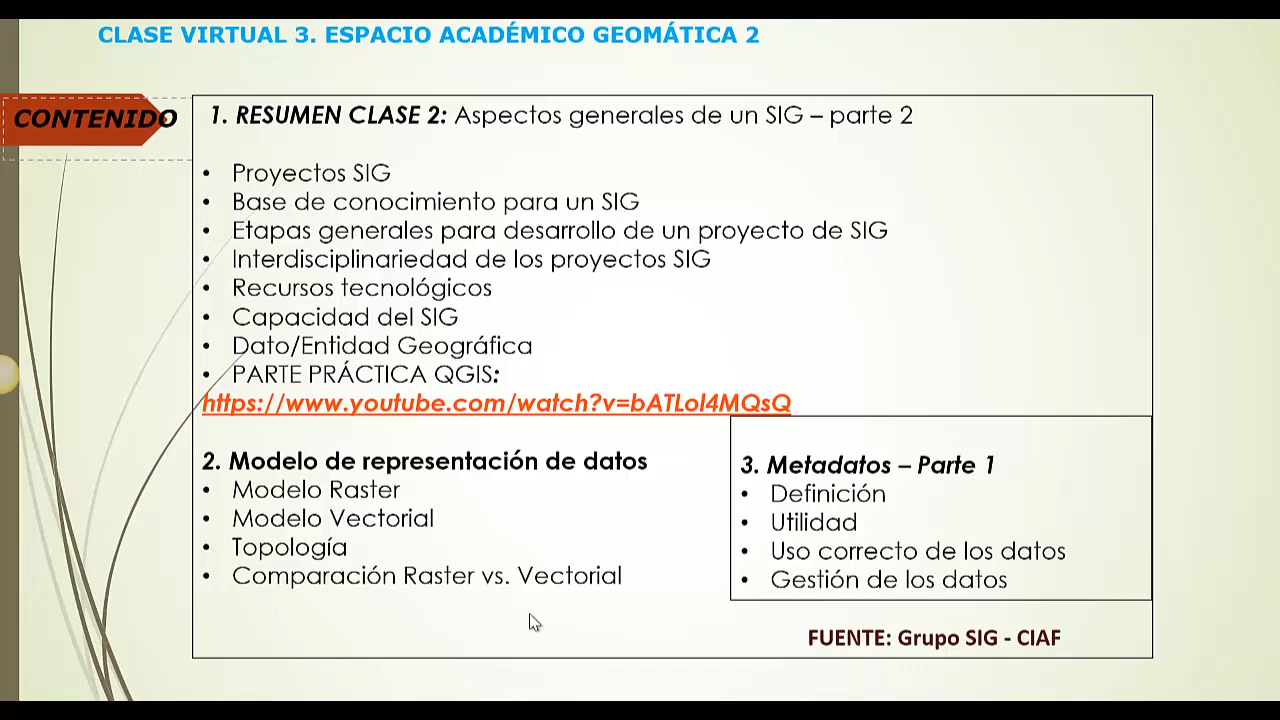 CLASE VIRTUAL 3. ESPACIO ACADÉMICO GEOMÁTICA 2
CONTENIDO
1. RESUMEN CLASE 2: Aspectos generales de un SIG – parte 2
• Proyectos SIG
• Base de conocimiento para un SIG
• Etapas generales para desarrollo de un proyecto de SIG
• Interdisciplinariedad de los proyectos SIG
• Recursos tecnológicos
• Capacidad del SIG
• Dato/Entidad Geográfica
• PARTE PRÁCTICA QGIS:
https://www.youtube.com/watch?v=bATLol4MQsQ
2. Modelo de representación de datos
• Modelo Raster
• Modelo Vectorial
• Topología
• Comparación Raster vs. Vectorial
3. Metadatos – Parte 1
• Definición
• Utilidad
• Uso correcto de los datos
• Gestión de los datos
FUENTE: Grupo SIG - CIAF